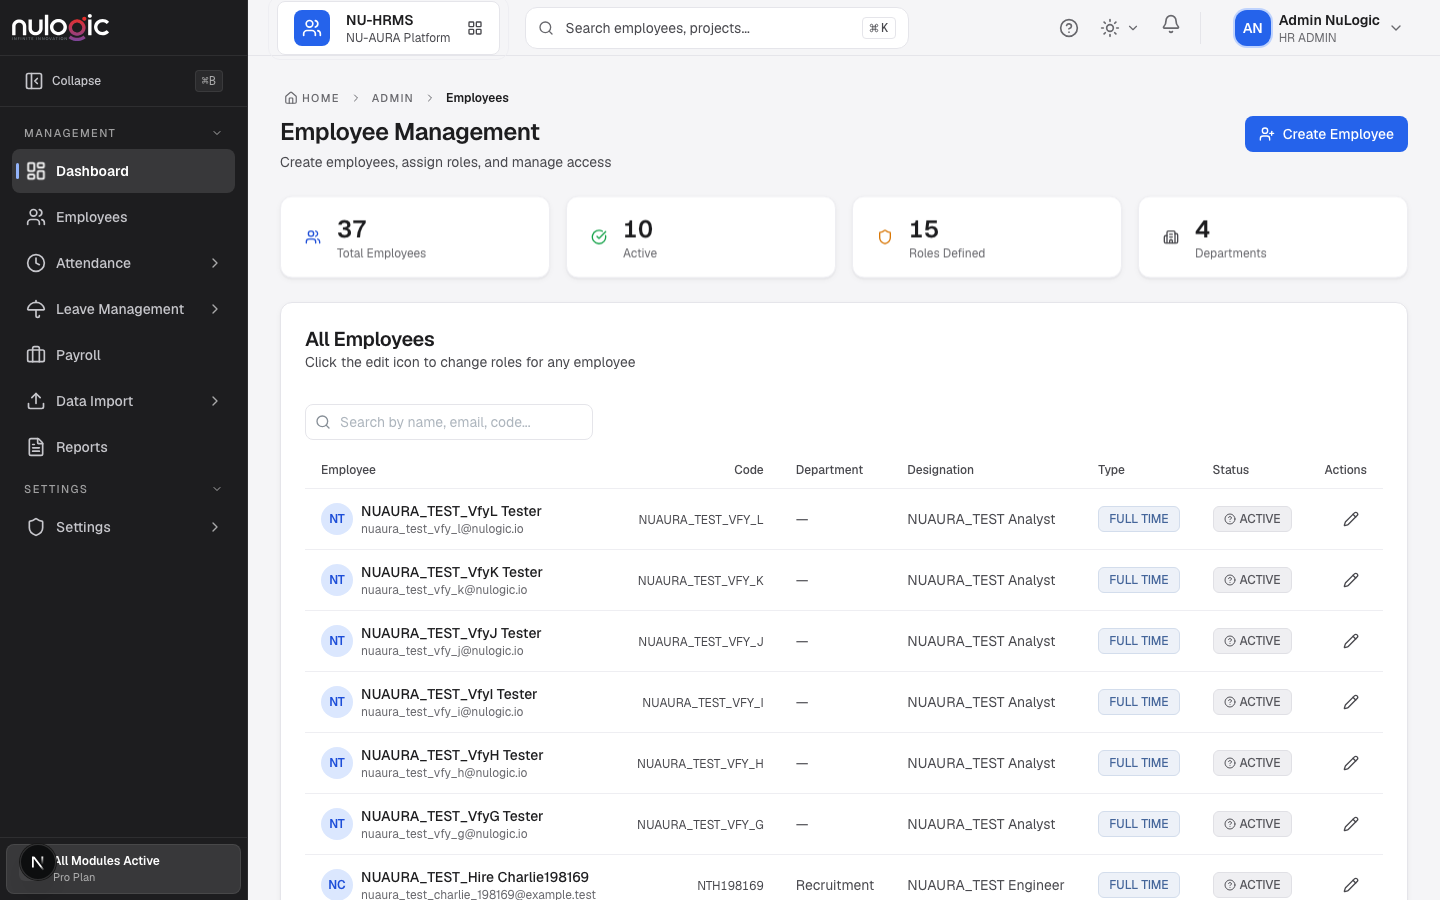 nulogic
INFINITE INNOVATION
Collapse ⌘B
MANAGEMENT
Dashboard
Employees
Attendance
Leave Management
Payroll
Data Import
Reports
SETTINGS
Settings
N All Modules Active
Pro Plan
NU-HRMS
NU-AURA Platform
Search employees, projects... ⌘K
AN
Admin NuLogic
HR ADMIN
HOME ADMIN Employees
Employee Management
Create employees, assign roles, and manage access
Create Employee
37
Total Employees
10
Active
15
Roles Defined
4
Departments
All Employees
Click the edit icon to change roles for any employee
Search by name, email, code...
Employee Code Department Designation Type Status Actions
NT NUAURA_TEST_VfyL Tester
nuaura_test_vfy_l@nulogic.io
NUAURA_TEST_VFY_L — NUAURA_TEST Analyst FULL TIME ACTIVE
NT NUAURA_TEST_VfyK Tester
nuaura_test_vfy_k@nulogic.io
NUAURA_TEST_VFY_K — NUAURA_TEST Analyst FULL TIME ACTIVE
NT NUAURA_TEST_VfyJ Tester
nuaura_test_vfy_j@nulogic.io
NUAURA_TEST_VFY_J — NUAURA_TEST Analyst FULL TIME ACTIVE
NT NUAURA_TEST_VfyI Tester
nuaura_test_vfy_i@nulogic.io
NUAURA_TEST_VFY_I — NUAURA_TEST Analyst FULL TIME ACTIVE
NT NUAURA_TEST_VfyH Tester
nuaura_test_vfy_h@nulogic.io
NUAURA_TEST_VFY_H — NUAURA_TEST Analyst FULL TIME ACTIVE
NT NUAURA_TEST_VfyG Tester
nuaura_test_vfy_g@nulogic.io
NUAURA_TEST_VFY_G — NUAURA_TEST Analyst FULL TIME ACTIVE
NC NUAURA_TEST_Hire Charlie198169
nuaura_test_charlie_198169@example.test
NTH198169 Recruitment NUAURA_TEST Engineer FULL TIME ACTIVE